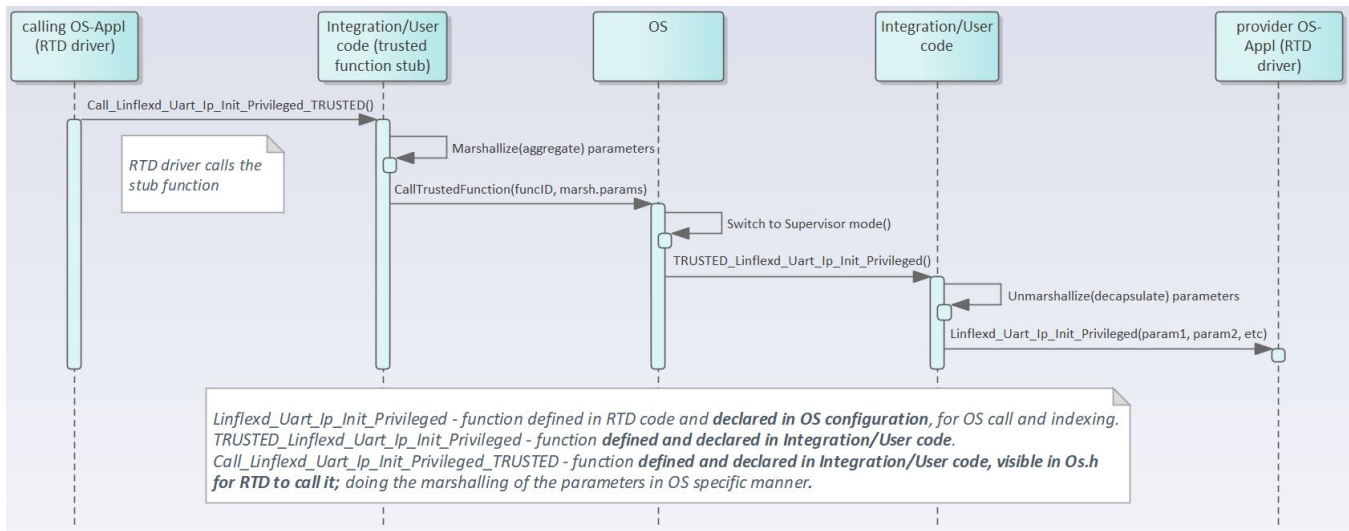 calling OS-Appl
(RTD driver)
Integration/User
code (trusted
function stub)
OS
Integration/User
code
provider OS-
Appl (RTD
driver)
Call_Linflexd_Uart_Ip_Init_Privileged_TRUSTED()
RTD driver calls the
stub function
Marshallize(aggregate) parameters
CallTrustedFunction(funcID, marsh.params)
Switch to Supervisor mode()
TRUSTED_Linflexd_Uart_Ip_Init_Privileged()
Unmarshallize(decapsulate) parameters
Linflexd_Uart_Ip_Init_Privileged(param1, param2, etc)
Linflexd_Uart_Ip_Init_Privileged - function defined in RTD code and declared in OS configuration, for OS call and indexing.
TRUSTED_Linflexd_Uart_Ip_Init_Privileged - function defined and declared in Integration/User code.
Call_Linflexd_Uart_Ip_Init_Privileged_TRUSTED - function defined and declared in Integration/User code, visible in Os.h
for RTD to call it; doing the marshalling of the parameters in OS specific manner.